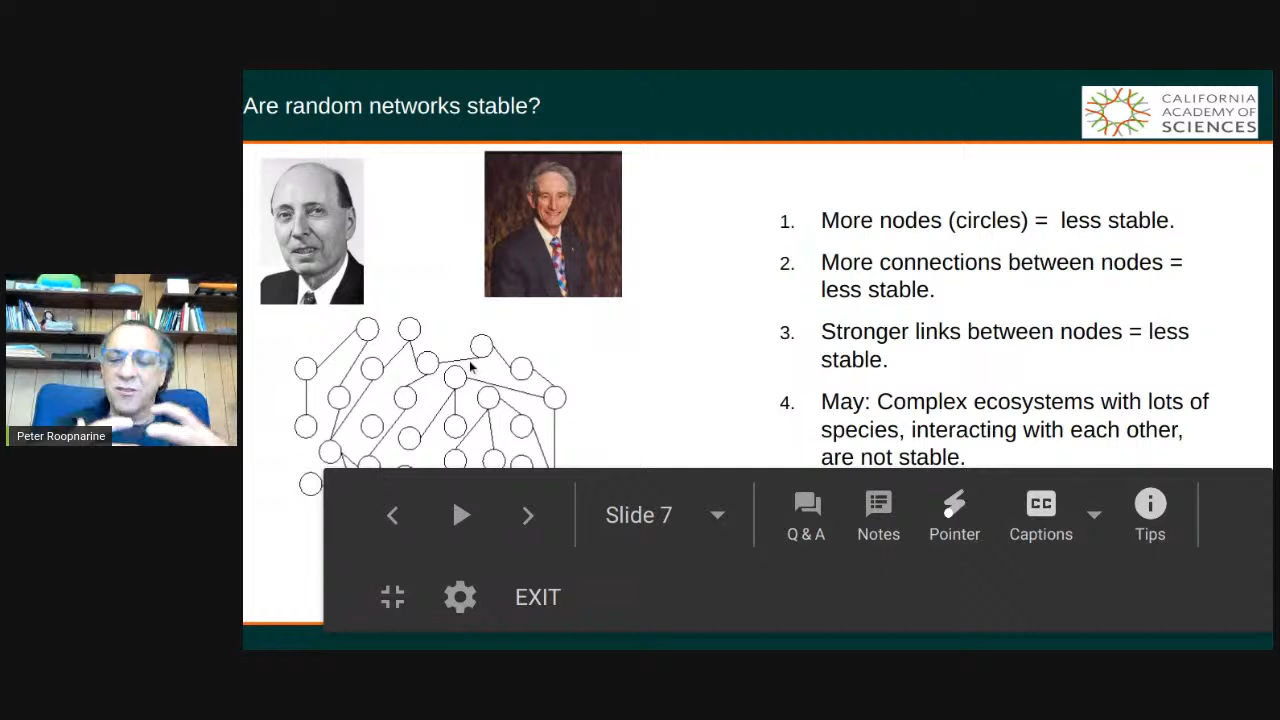 Are random networks stable?
CALIFORNIA
ACADEMY OF
SCIENCES
1. More nodes (circles) = less stable.
2. More connections between nodes =
less stable.
3. Stronger links between nodes = less
stable.
4. May: Complex ecosystems with lots of
species, interacting with each other,
are not stable.
Peter Roopnarine
Slide 7
Q & A
Notes
Pointer
CC
Captions
Tips
EXIT